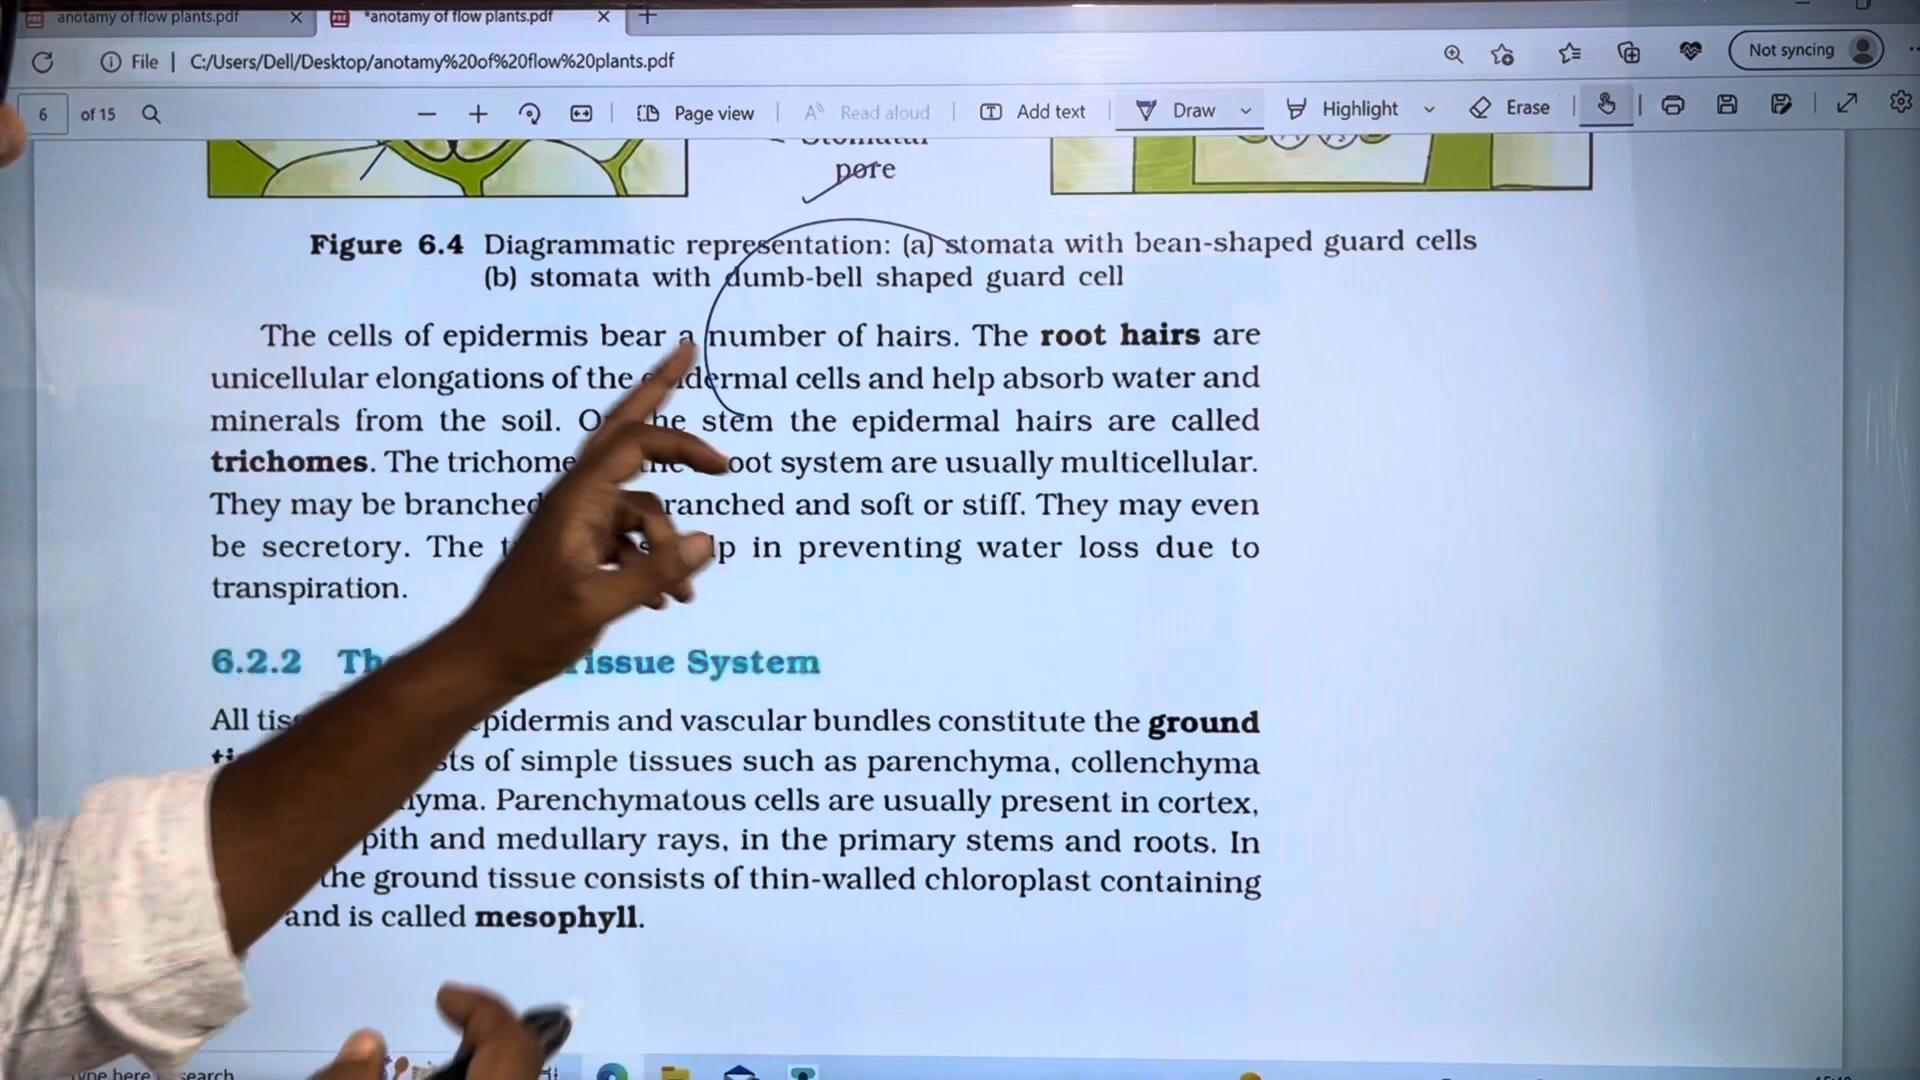 anotamy of flow plants.pdf
*anotamy of flow plants.pdf
File | C:/Users/Dell/Desktop/anotamy%20of%20flow%20plants.pdf
Not syncing
6 of 15
Page view
Read aloud
Add text
Draw
Highlight
Erase
pore
Figure 6.4 Diagrammatic representation: (a) stomata with bean-shaped guard cells
(b) stomata with dumb-bell shaped guard cell
The cells of epidermis bear a number of hairs. The root hairs are
unicellular elongations of the dermal cells and help absorb water and
minerals from the soil. O he stem the epidermal hairs are called
trichomes. The trichome the oot system are usually multicellular.
They may be branched ranched and soft or stiff. They may even
be secretory. The lp in preventing water loss due to
transpiration.
6.2.2 Th issue System
All tiss pidermis and vascular bundles constitute the ground
sts of simple tissues such as parenchyma, collenchyma
hyma. Parenchymatous cells are usually present in cortex,
pith and medullary rays, in the primary stems and roots. In
the ground tissue consists of thin-walled chloroplast containing
and is called mesophyll.